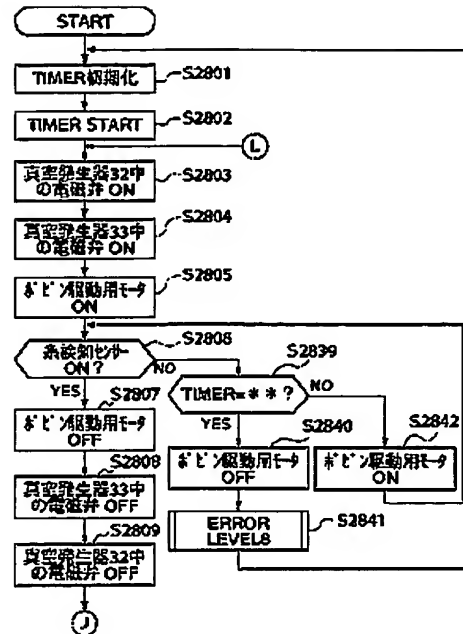 START
TIMER初期化
S2801
TIMER START
S2802
L
真空発生器32中
の電磁弁 ON
S2803
真空発生器33中
の電磁弁 ON
S2804
ボビン駆動用モータ
ON
S2805
糸検知センサー
ON?
S2806
NO
YES
S2839
TIMER=**?
NO
YES
S2807
ボビン駆動用モータ
OFF
S2840
ボビン駆動用モータ
OFF
S2842
ボビン駆動用モータ
ON
S2808
真空発生器33中
の電磁弁 OFF
ERROR
LEVEL8
S2841
S2809
真空発生器32中
の電磁弁 OFF
J